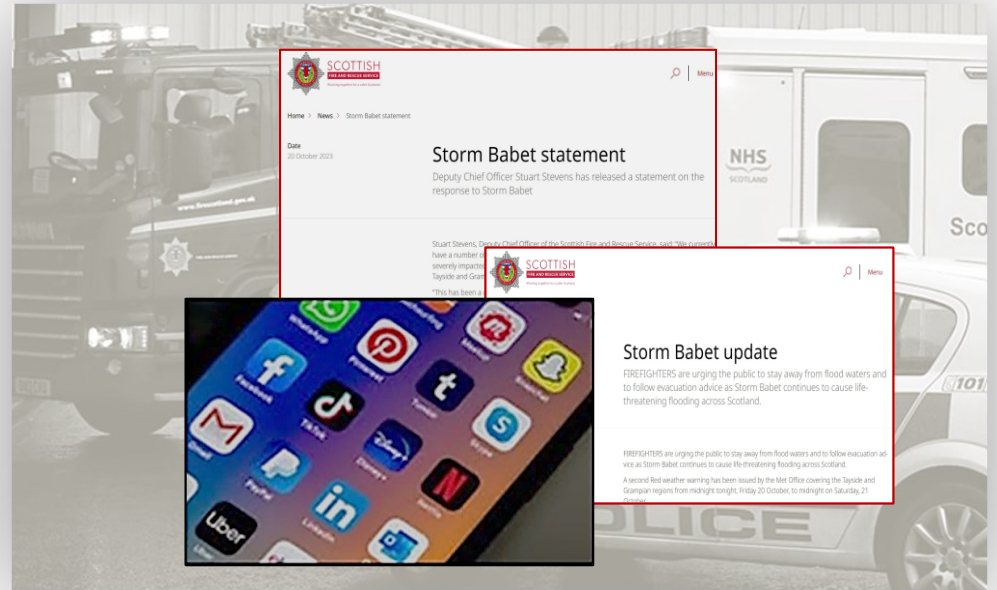 SCOTTISH
FIRE AND RESCUE SERVICE
Working together for a safer Scotland
Menu
Home > News > Storm Babet statement
Date
20 October 2023
Storm Babet statement
Deputy Chief Officer Stuart Stevens has released a statement on the
response to Storm Babet
Stuart Stevens, Deputy Chief Officer of the Scottish Fire and Rescue Service, said: "We currently
have a number o
severely impacte
Tayside and Gram
"This has been a
SCOTTISH
FIRE AND RESCUE SERVICE
Working together for a safer Scotland
Menu
Storm Babet update
FIREFIGHTERS are urging the public to stay away from flood waters and
to follow evacuation advice as Storm Babet continues to cause life-
threatening flooding across Scotland.
FIREFIGHTERS are urging the public to stay away from flood waters and to follow evacuation ad-
vice as Storm Babet continues to cause life-threatening flooding across Scotland.
A second Red weather warning has been issued by the Met Office covering the Tayside and
Grampian regions from midnight tonight, Friday 20 October, to midnight on Saturday, 21
October
WhatsApp
Pinterest
Meetup
Snapchat
Facebook
TikTok
Tumblr
Skype
Gmail
PayPal
Disney+
Netflix
Uber
Uber
in
LinkedIn
www.firescotland.gov.uk
NHS
SCOTLAND
Sco
101
OLICE